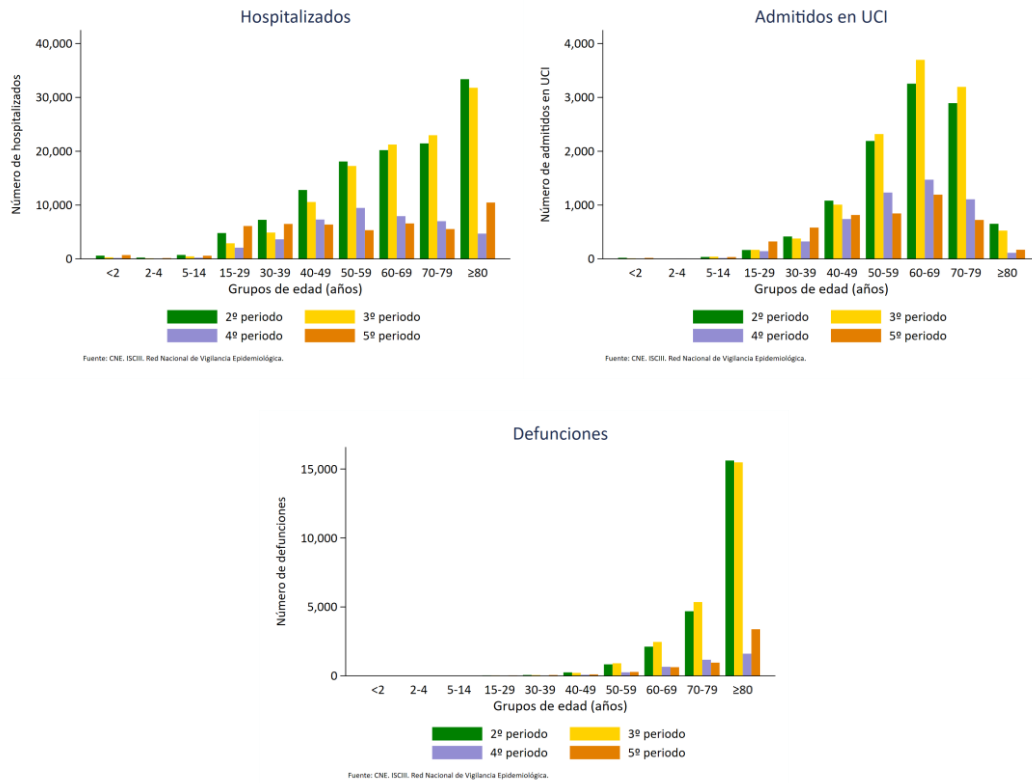 Hospitalizados
Número de hospitalizados
40,000
30,000
20,000
10,000
0
<2 2-4 5-14 15-29 30-39 40-49 50-59 60-69 70-79 ≥80
Grupos de edad (años)
2º periodo 3º periodo
4º periodo 5º periodo
Fuente: CNE. ISCIII. Red Nacional de Vigilancia Epidemiológica.
Admitidos en UCI
Número de admitidos en UCI
4,000
3,000
2,000
1,000
0
<2 2-4 5-14 15-29 30-39 40-49 50-59 60-69 70-79 ≥80
Grupos de edad (años)
2º periodo 3º periodo
4º periodo 5º periodo
Fuente: CNE. ISCIII. Red Nacional de Vigilancia Epidemiológica.
Defunciones
Número de defunciones
15,000
10,000
5,000
0
<2 2-4 5-14 15-29 30-39 40-49 50-59 60-69 70-79 ≥80
Grupos de edad (años)
2º periodo 3º periodo
4º periodo 5º periodo
Fuente: CNE. ISCIII. Red Nacional de Vigilancia Epidemiológica.